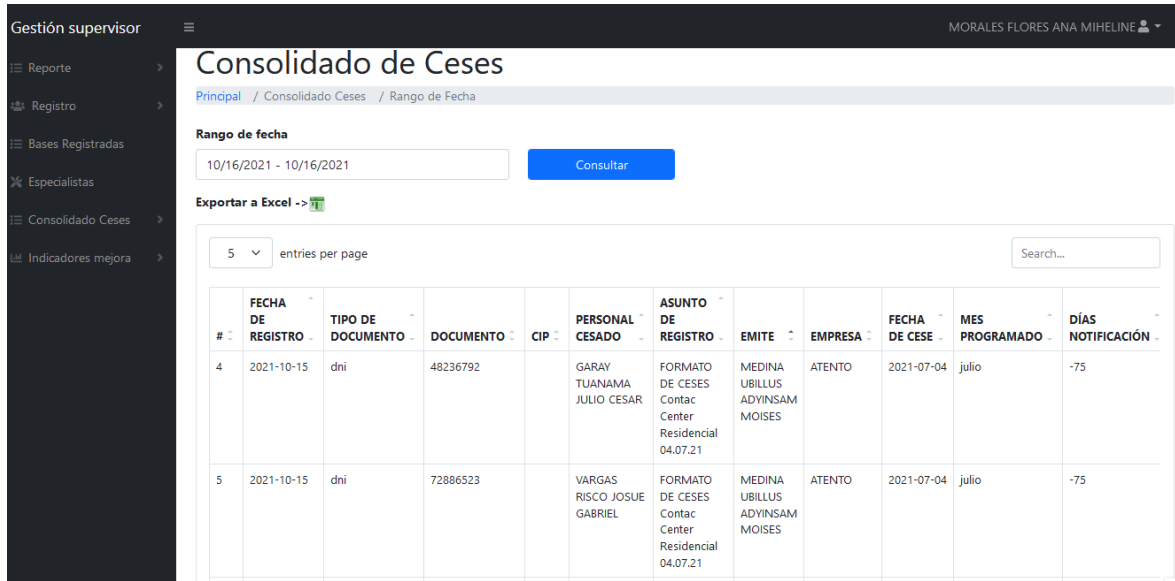 Gestión supervisor
MORALES FLORES ANA MIHELINE
Reporte
Registro
Bases Registradas
Especialistas
Consolidado Ceses
Indicadores mejora
Consolidado de Ceses
Principal / Consolidado Ceses / Rango de Fecha
Rango de fecha
10/16/2021 - 10/16/2021
Consultar
Exportar a Excel ->
5 entries per page
Search...
# FECHA DE REGISTRO TIPO DE DOCUMENTO DOCUMENTO CIP PERSONAL CESADO ASUNTO DE REGISTRO EMITE EMPRESA FECHA DE CESE MES PROGRAMADO DÍAS NOTIFICACIÓN
4 2021-10-15 dni 48236792 GARAY TUANAMA JULIO CESAR FORMATO DE CESES Contac Center Residencial 04.07.21 MEDINA UBILLUS ADYINSAM MOISES ATENTO 2021-07-04 julio -75
5 2021-10-15 dni 72886523 VARGAS RISCO JOSUE GABRIEL FORMATO DE CESES Contac Center Residencial 04.07.21 MEDINA UBILLUS ADYINSAM MOISES ATENTO 2021-07-04 julio -75